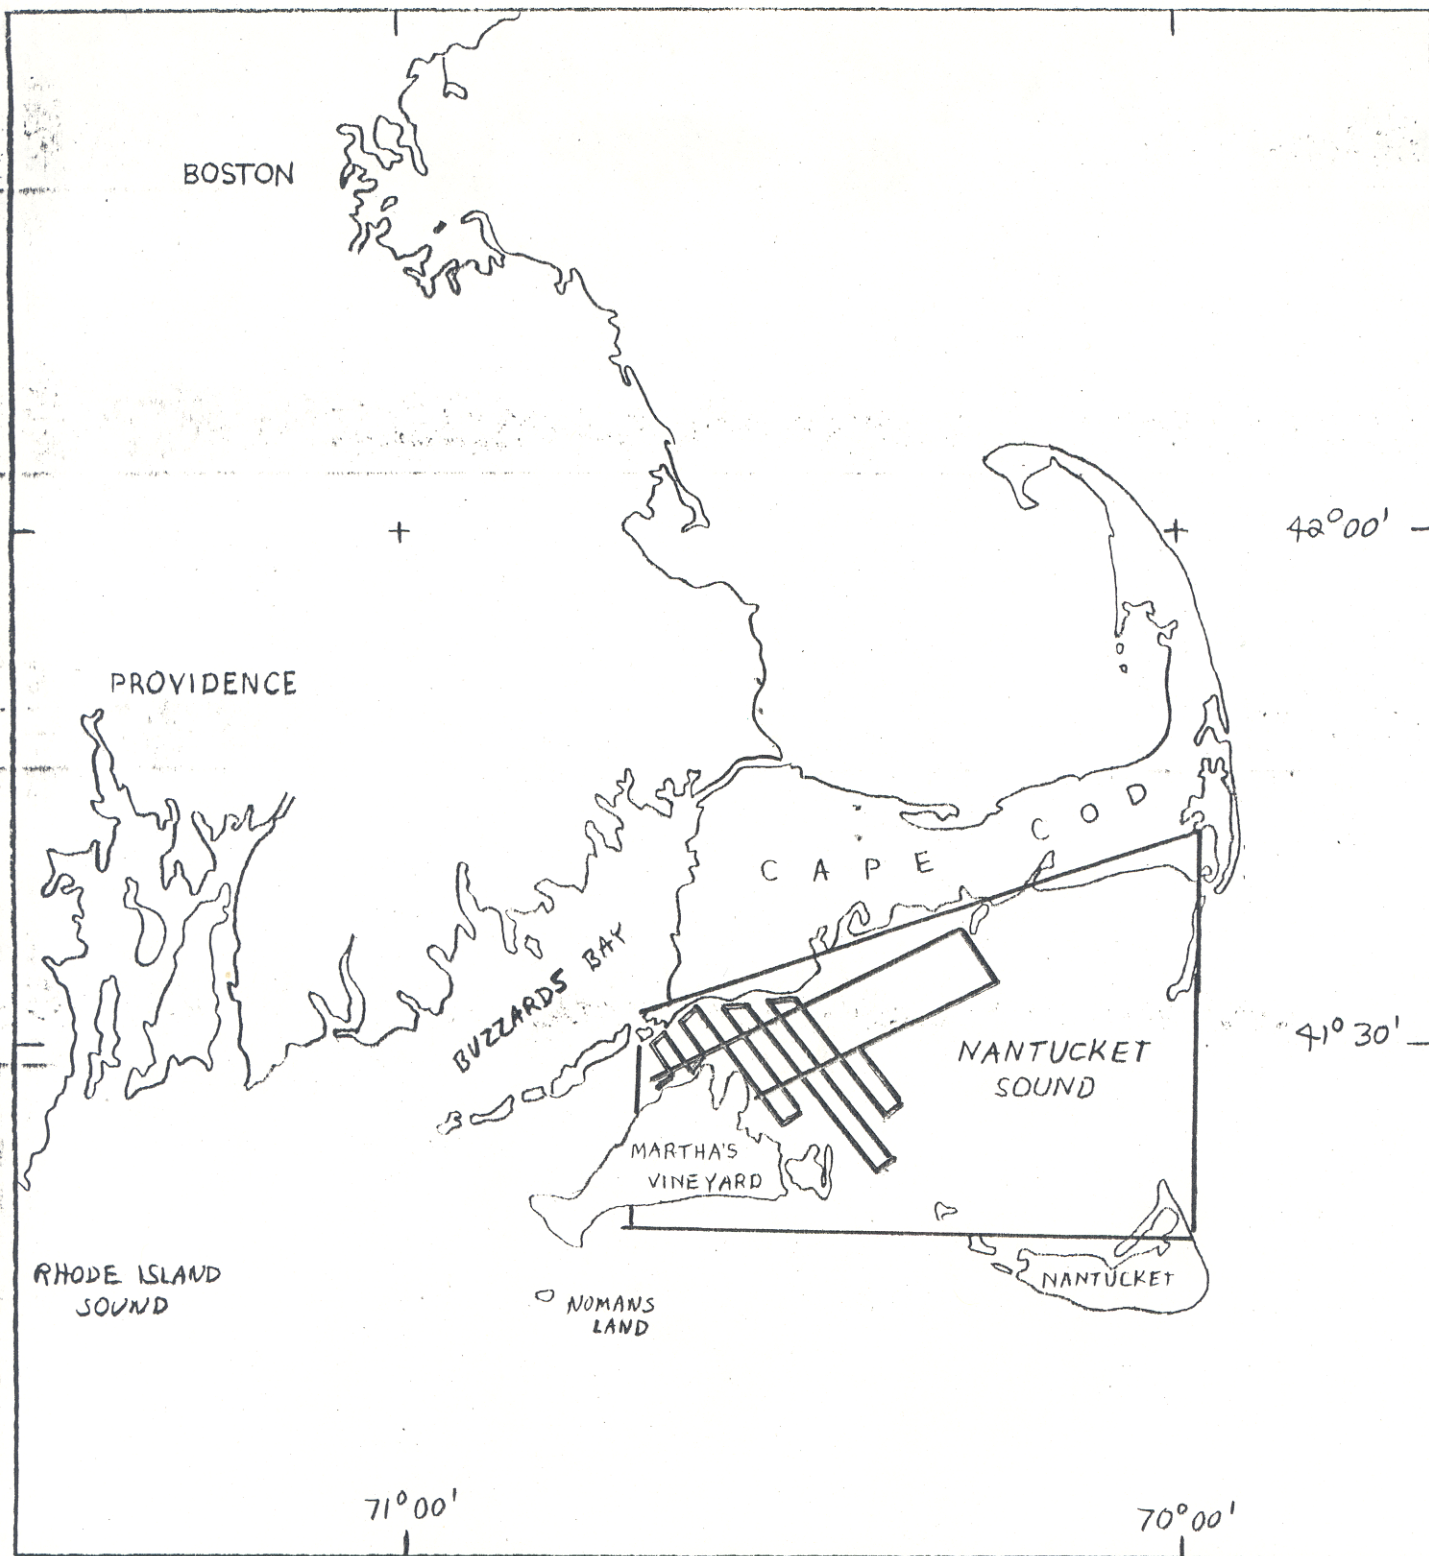 BOSTON
42°00'
PROVIDENCE
CAPE COD
BUZZARDS BAY
41°30'
NANTUCKET
SOUND
MARTHA'S
VINEYARD
RHODE ISLAND
SOUND
NANTUCKET
NOMANS
LAND
71°00'
70°00'